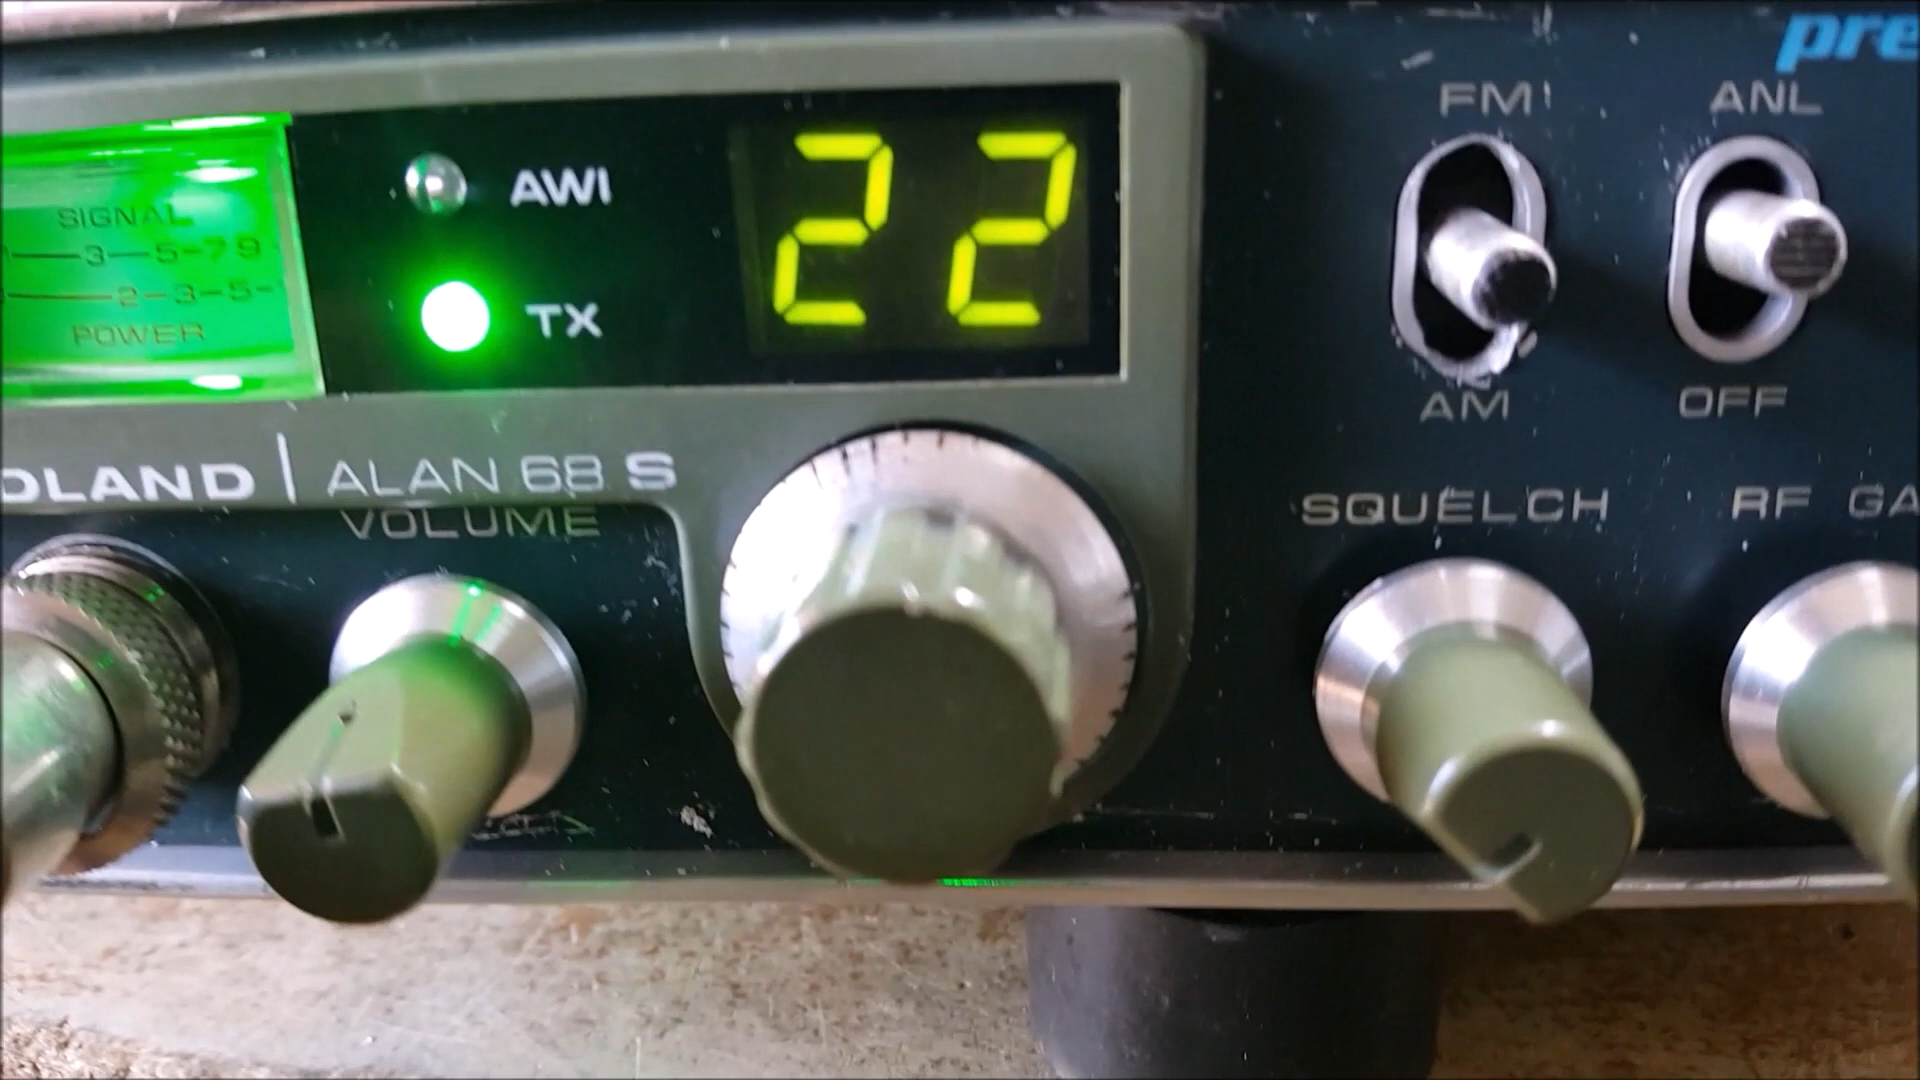 pre
FM
ANL
SIGNAL
3 5 7 9
2 3 5
POWER
AWI
TX
22
AM
OFF
DLAND | ALAN 68 S
VOLUME
SQUELCH
RF GA